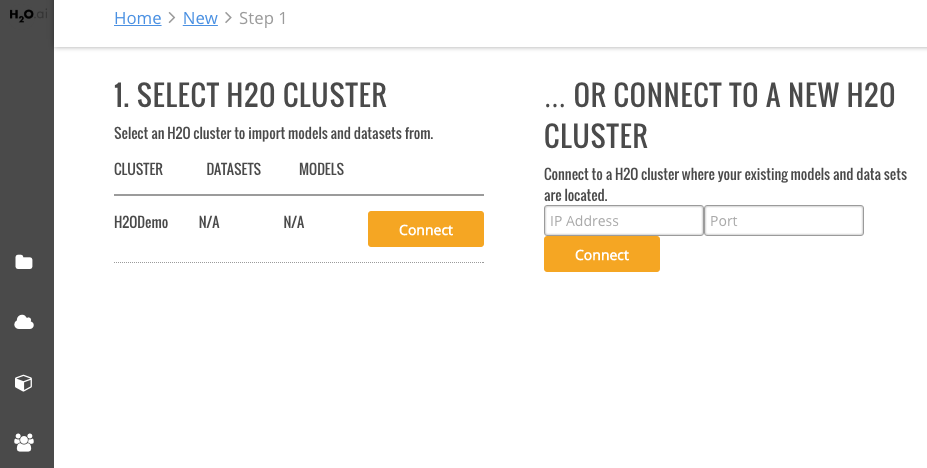 H2O.ai
Home > New > Step 1
1. SELECT H2O CLUSTER
Select an H2O cluster to import models and datasets from.
CLUSTER DATASETS MODELS
H2ODemo N/A N/A Connect
... OR CONNECT TO A NEW H2O
CLUSTER
Connect to a H2O cluster where your existing models and data sets
are located.
IP Address Port
Connect